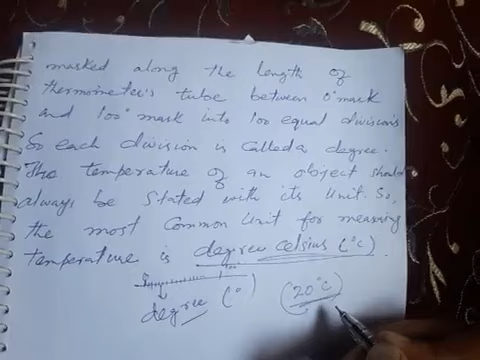 marked along the length of
thermometer's tube between 0° mark
and 100° mark into 100 equal divisions
So each division is called a degree.
The temperature of an object should
always be stated with its unit. So,
the most common unit for measuring
temperature is degree Celsius (°C)
degree (°) (20°C)